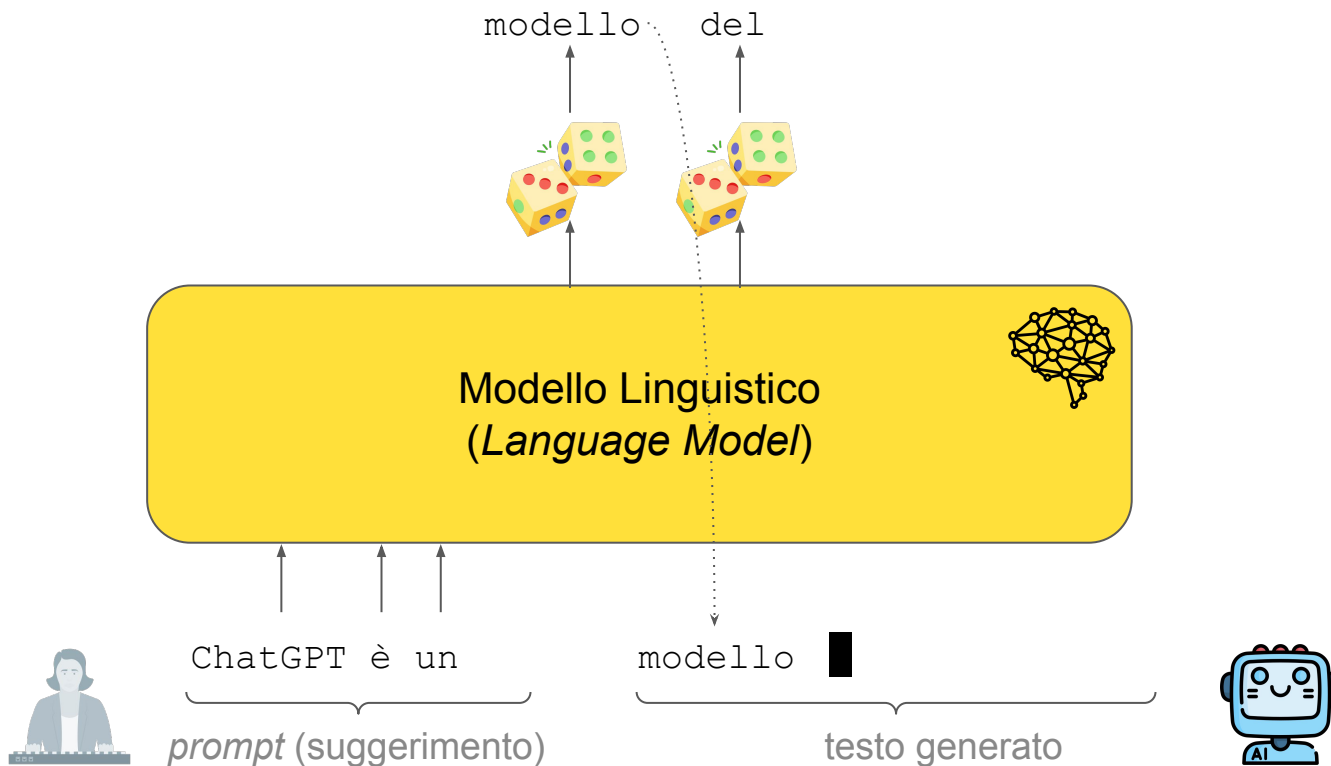 modello del
Modello Linguistico
(Language Model)
ChatGPT è un modello
prompt (suggerimento) testo generato
AI